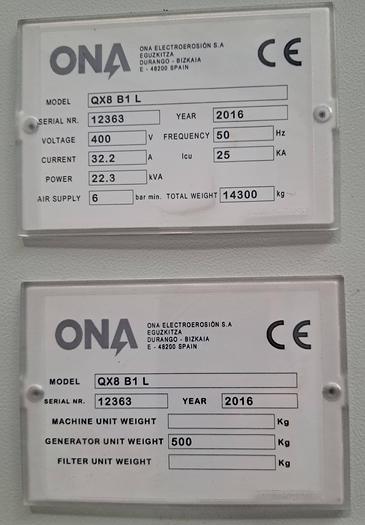 ONA
ONA ELECTROEROSIÓN S.A
EGUZKITZA
DURANGO - BIZKAIA
E - 48200 SPAIN
CE
MODEL QX8 B1 L
SERIAL NR. 12363 YEAR 2016
VOLTAGE 400 V FREQUENCY 50 Hz
CURRENT 32.2 A Icu 25 KA
POWER 22.3 kVA
AIR SUPPLY 6 bar min. TOTAL WEIGHT 14300 kg
ONA
ONA ELECTROEROSIÓN S.A
EGUZKITZA
DURANGO - BIZKAIA
E - 48200 SPAIN
CE
MODEL QX8 B1 L
SERIAL NR. 12363 YEAR 2016
MACHINE UNIT WEIGHT Kg
GENERATOR UNIT WEIGHT 500 Kg
FILTER UNIT WEIGHT Kg